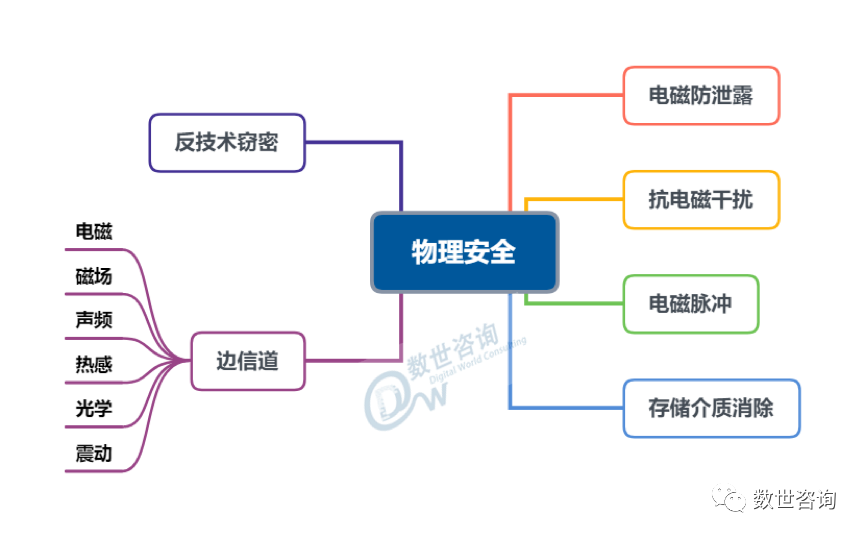 电磁防泄露
反技术窃密
抗电磁干扰
物理安全
电磁
磁场
声频
热感
光学
震动
边信道
电磁脉冲
存储介质消除
数世咨询
Digital World Consulting
DW
数世咨询